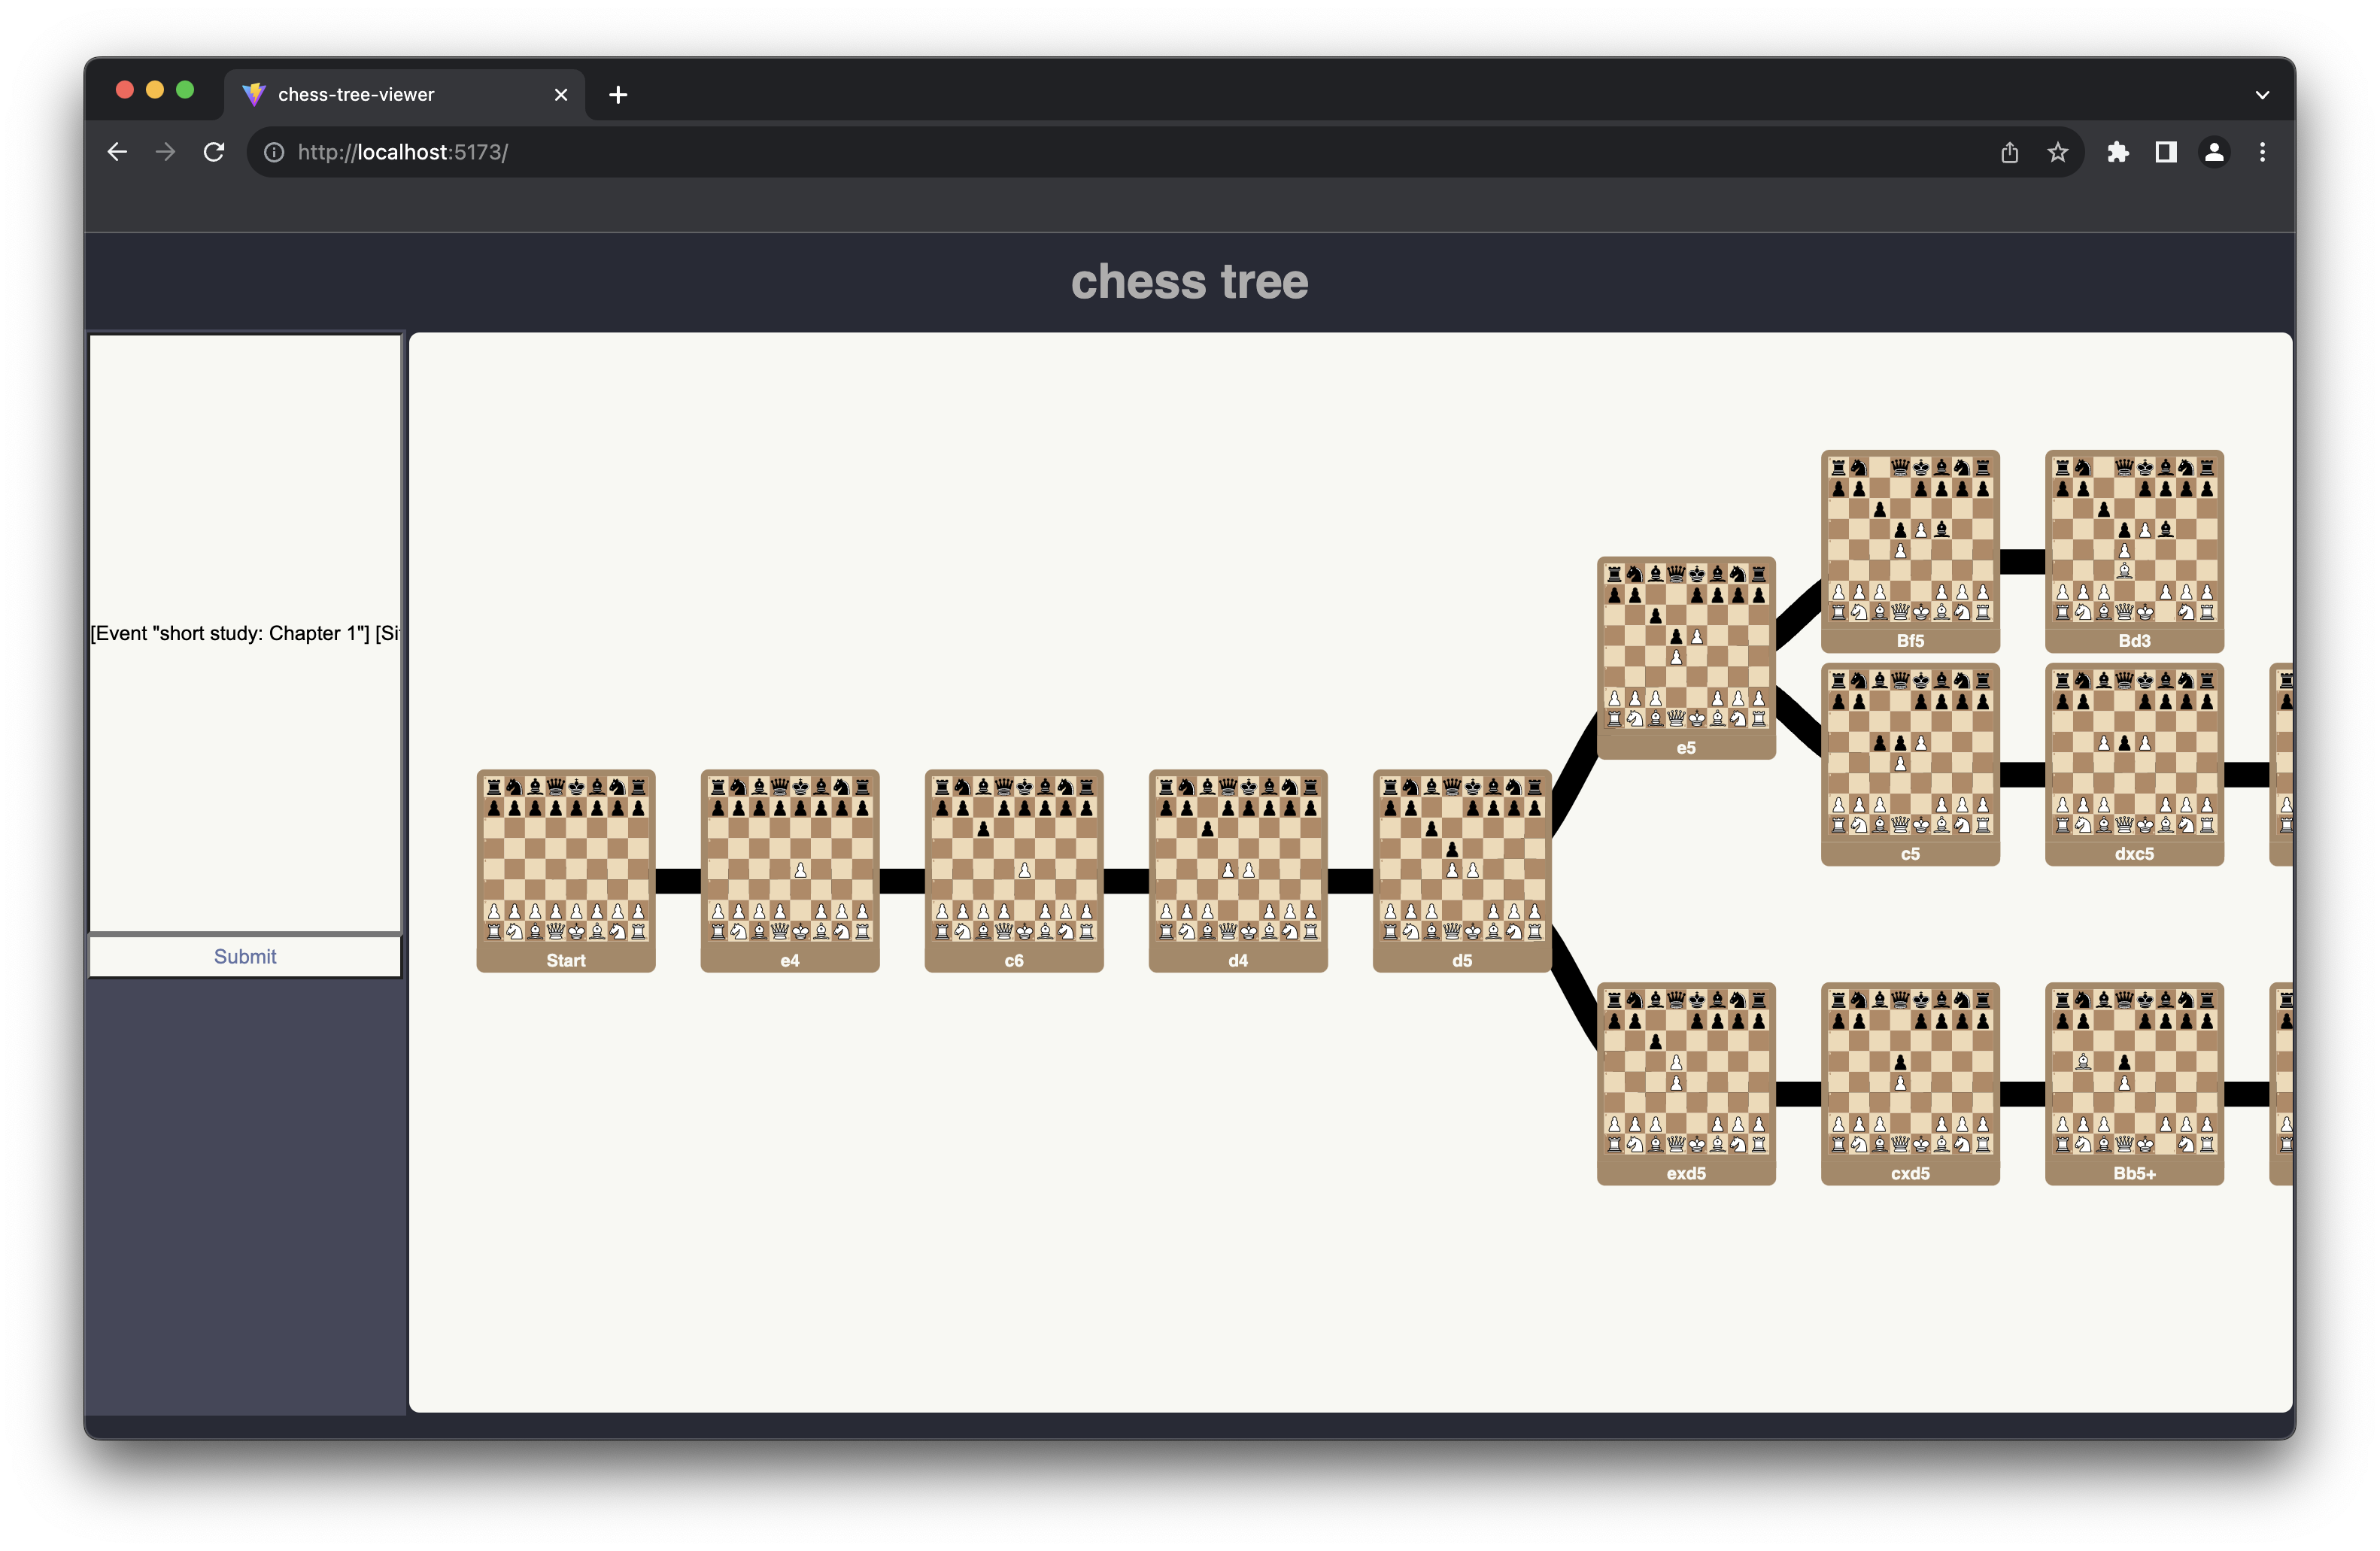 chess-tree-viewer
http://localhost:5173/
chess tree
[Event "short study: Chapter 1"] [Si
Submit
Bf5
Bd3
e5
c5
dxc5
Start
e4
c6
d4
d5
exd5
cxd5
Bb5+